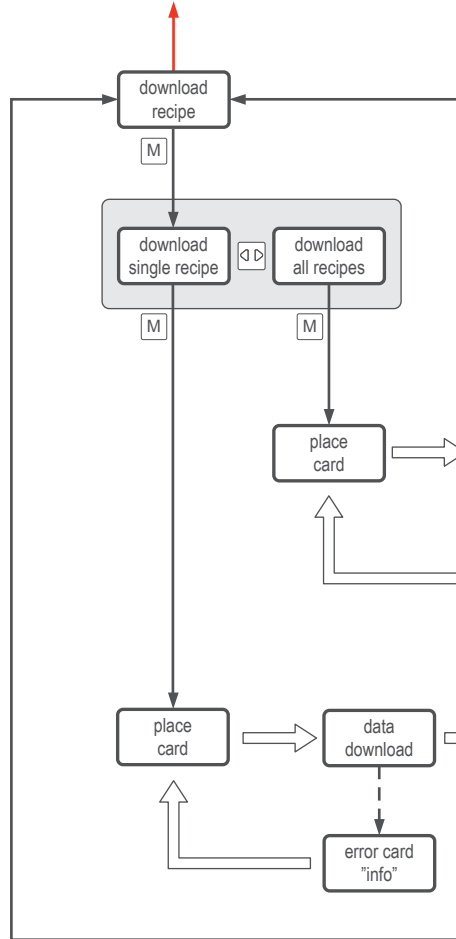 download
recipe
M
download
single recipe
download
all recipes
M
M
place
card
place
card
data
download
error card
"info"